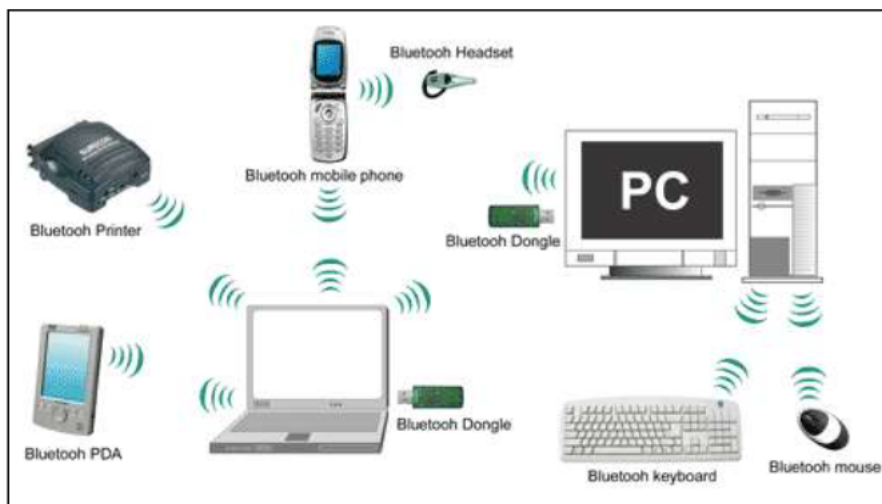 Bluetooh Headset
Bluetooh mobile phone
Bluetooh Printer
Bluetooh Dongle
PC
Bluetooh PDA
Bluetooh Dongle
Bluetooh keyboard
Bluetooh mouse